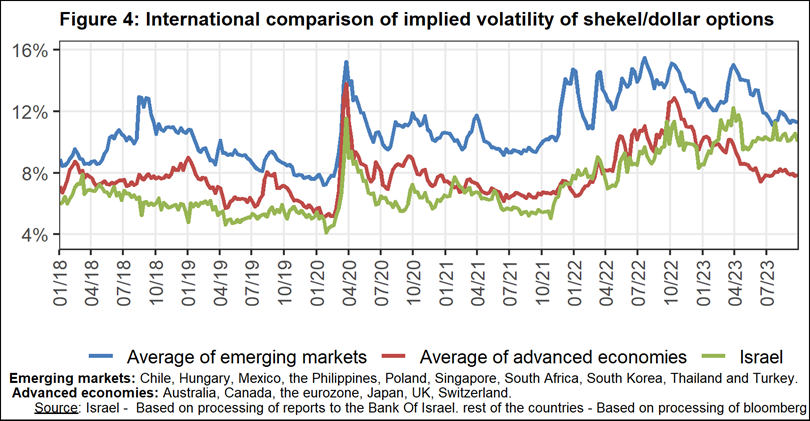 Figure 4: International comparison of implied volatility of shekel/dollar options
16%
12%
8%
4%
01/18 04/18 07/18 10/18 01/19 04/19 07/19 10/19 01/20 04/20 07/20 10/20 01/21 04/21 07/21 10/21 01/22 04/22 07/22 10/22 01/23 04/23 07/23
Average of emerging markets Average of advanced economies Israel
Emerging markets: Chile, Hungary, Mexico, the Philippines, Poland, Singapore, South Africa, South Korea, Thailand and Turkey.
Advanced economies: Australia, Canada, the eurozone, Japan, UK, Switzerland.
Source: Israel - Based on processing of reports to the Bank Of Israel. rest of the countries - Based on processing of bloomberg